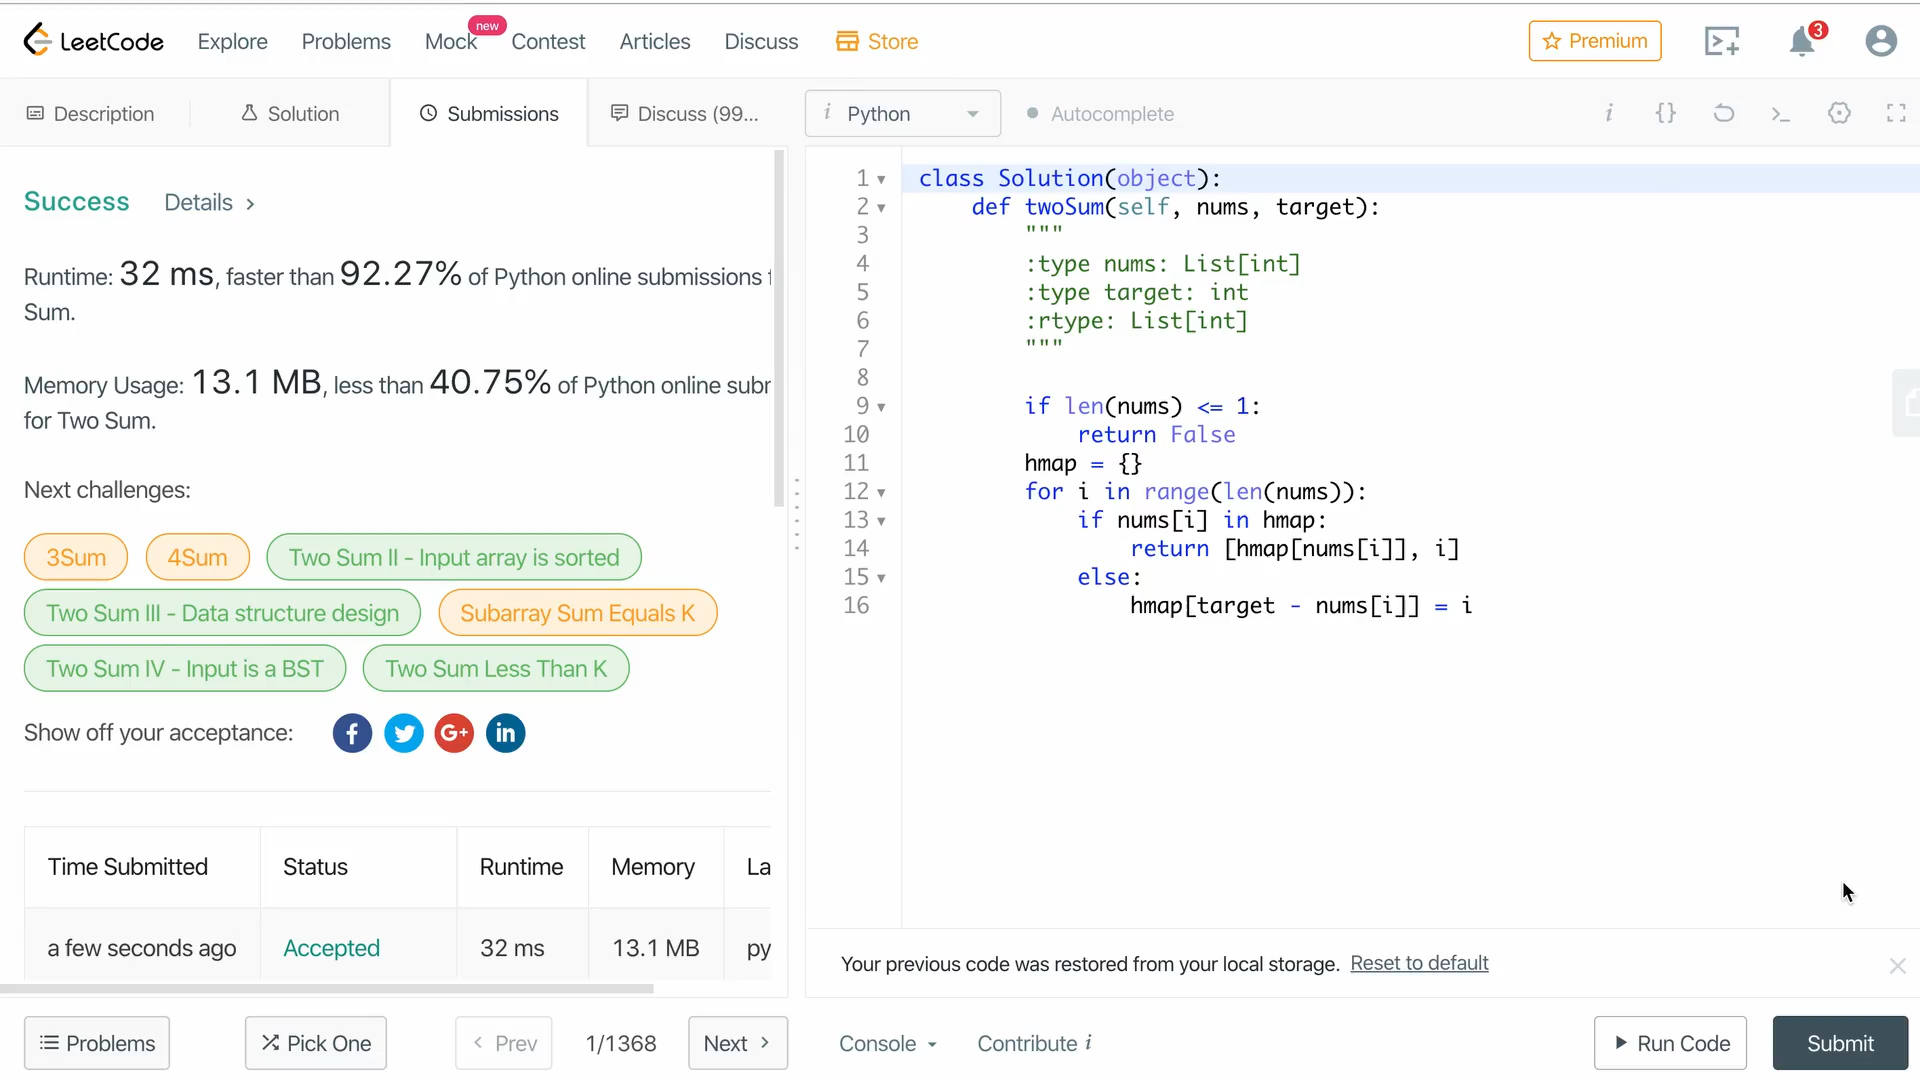 LeetCode Explore Problems Mock new Contest Articles Discuss Store Premium 3
Description Solution Submissions Discuss (99... i Python Autocomplete i {}
Success Details >
Runtime: 32 ms, faster than 92.27% of Python online submissions
Sum.
Memory Usage: 13.1 MB, less than 40.75% of Python online
for Two Sum.
Next challenges:
3Sum 4Sum Two Sum II - Input array is sorted
Two Sum III - Data structure design Subarray Sum Equals K
Two Sum IV - Input is a BST Two Sum Less Than K
Show off your acceptance: f G+ in
Time Submitted Status Runtime Memory La
a few seconds ago Accepted 32 ms 13.1 MB py
1 class Solution(object):
2 def twoSum(self, nums, target):
3 """
4 :type nums: List[int]
5 :type target: int
6 :rtype: List[int]
7 """
8
9 if len(nums) <= 1:
10 return False
11 hmap = {}
12 for i in range(len(nums)):
13 if nums[i] in hmap:
14 return [hmap[nums[i]], i]
15 else:
16 hmap[target - nums[i]] = i
Your previous code was restored from your local storage. Reset to default
Problems Pick One < Prev 1/1368 Next > Console Contribute i Run Code Submit